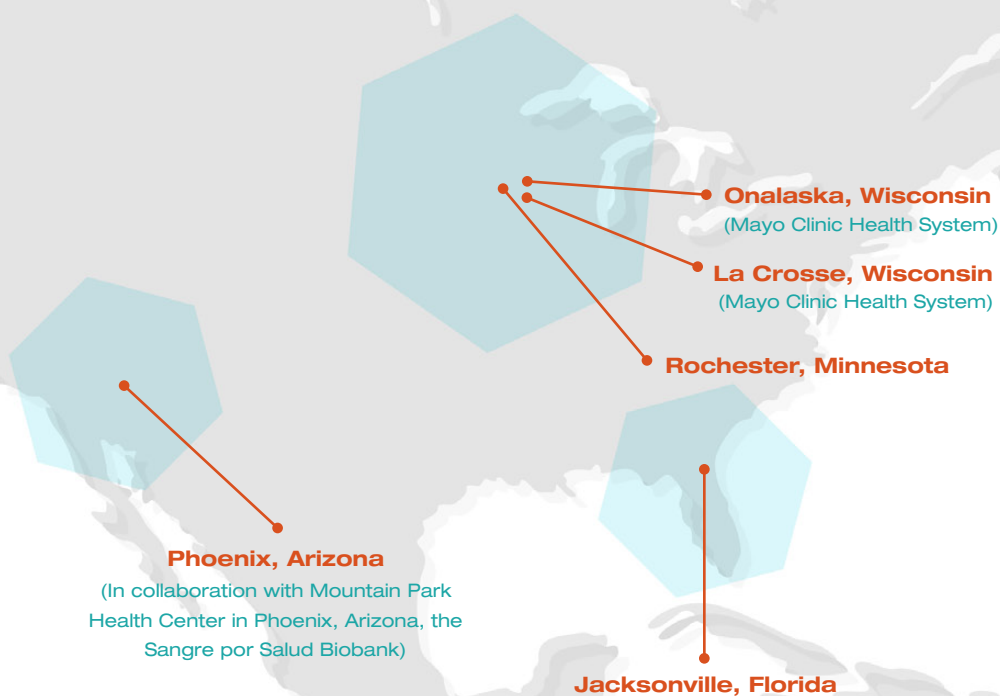 Onalaska, Wisconsin
(Mayo Clinic Health System)
La Crosse, Wisconsin
(Mayo Clinic Health System)
Rochester, Minnesota
Phoenix, Arizona
(In collaboration with Mountain Park
Health Center in Phoenix, Arizona, the
Sangre por Salud Biobank)
Jacksonville, Florida